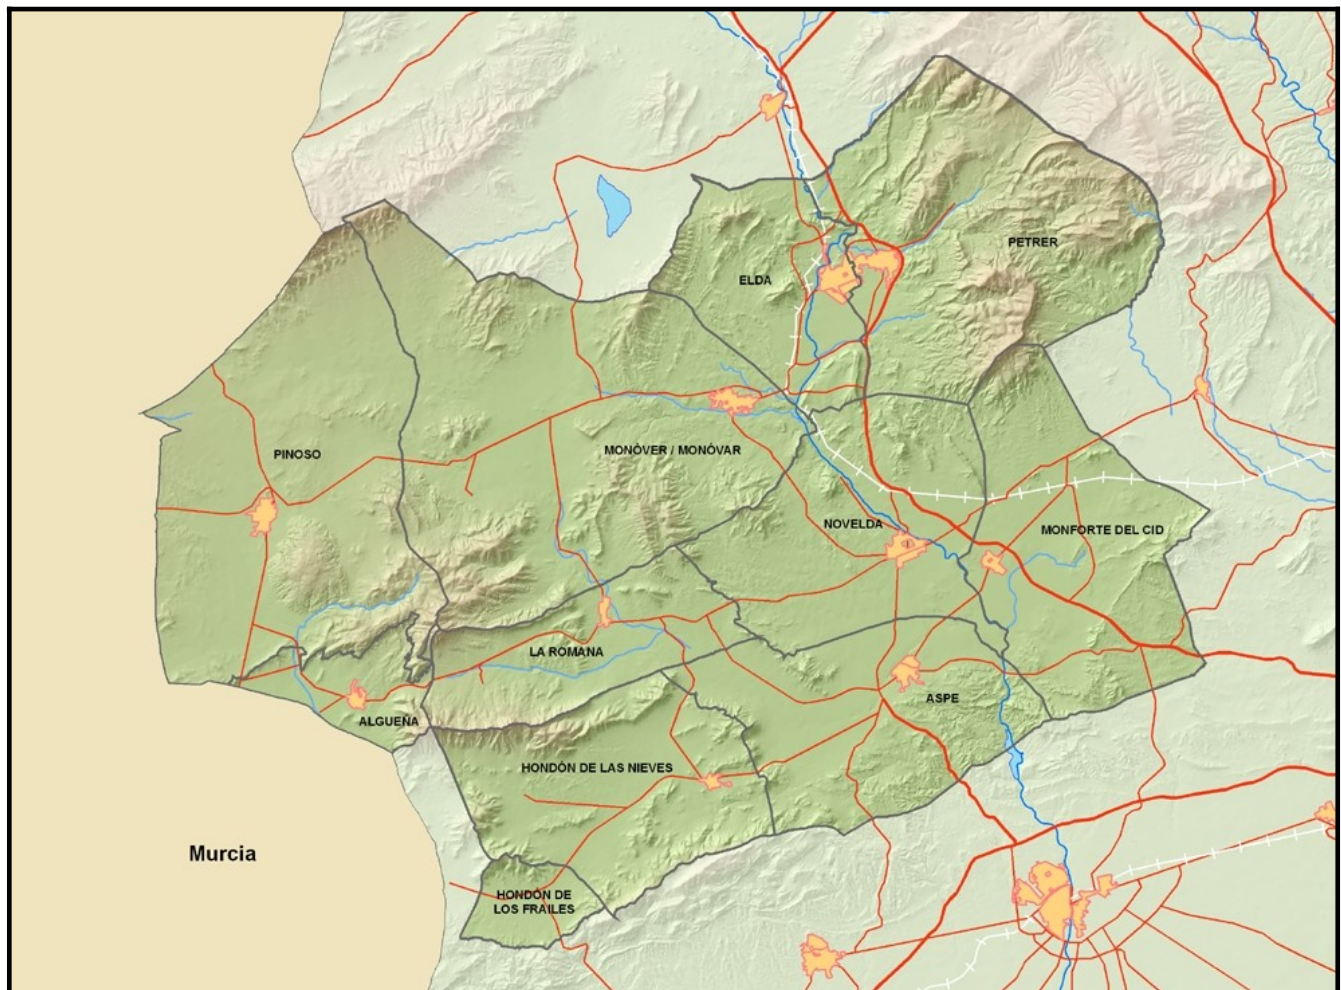 PETRER
ELDA
MONÓVER / MONÓVAR
PINOSO
NOVELDA
MONFORTE DEL CID
LA ROMANA
ASPE
ALGUEÑA
HONDÓN DE LAS NIEVES
Murcia
HONDÓN DE
LOS FRAILES